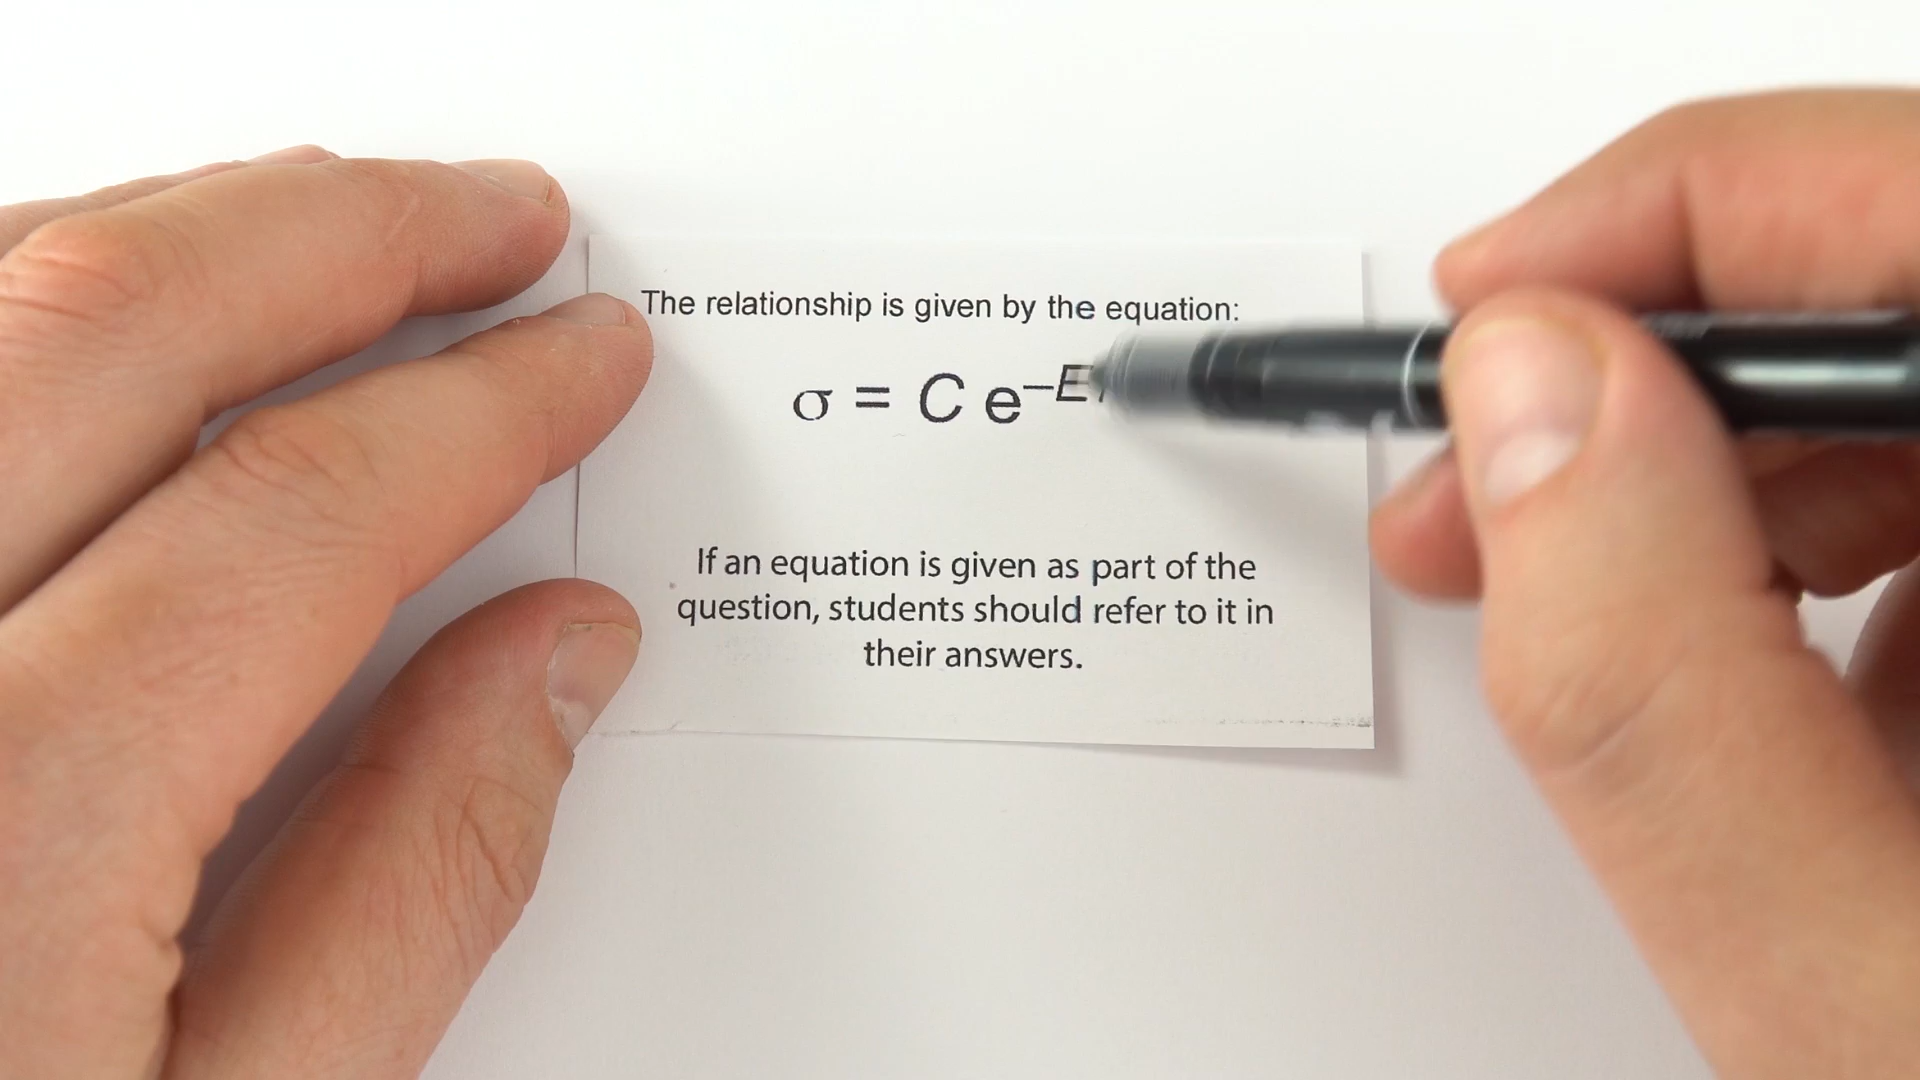 The relationship is given by the equation:
σ = C e^–E
If an equation is given as part of the
question, students should refer to it in
their answers.